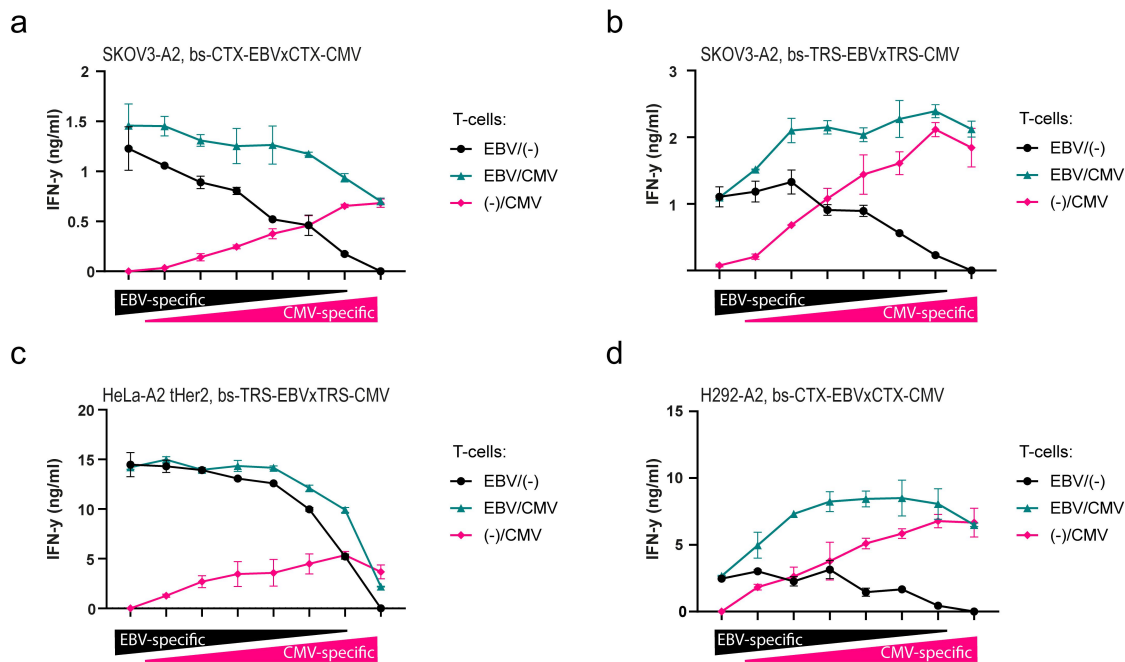 a
SKOV3-A2, bs-CTX-EBVxCTX-CMV
IFN-y (ng/ml)
2
1.5
1
0.5
0
T-cells:
EBV/(-)
EBV/CMV
(-)/CMV
EBV-specific
CMV-specific
b
SKOV3-A2, bs-TRS-EBVxTRS-CMV
IFN-y (ng/ml)
3
2
1
T-cells:
EBV/(-)
EBV/CMV
(-)/CMV
EBV-specific
CMV-specific
c
HeLa-A2 tHer2, bs-TRS-EBVxTRS-CMV
IFN-y (ng/ml)
20
15
10
5
0
T-cells:
EBV/(-)
EBV/CMV
(-)/CMV
EBV-specific
CMV-specific
d
H292-A2, bs-CTX-EBVxCTX-CMV
IFN-y (ng/ml)
15
10
5
0
T-cells:
EBV/(-)
EBV/CMV
(-)/CMV
EBV-specific
CMV-specific